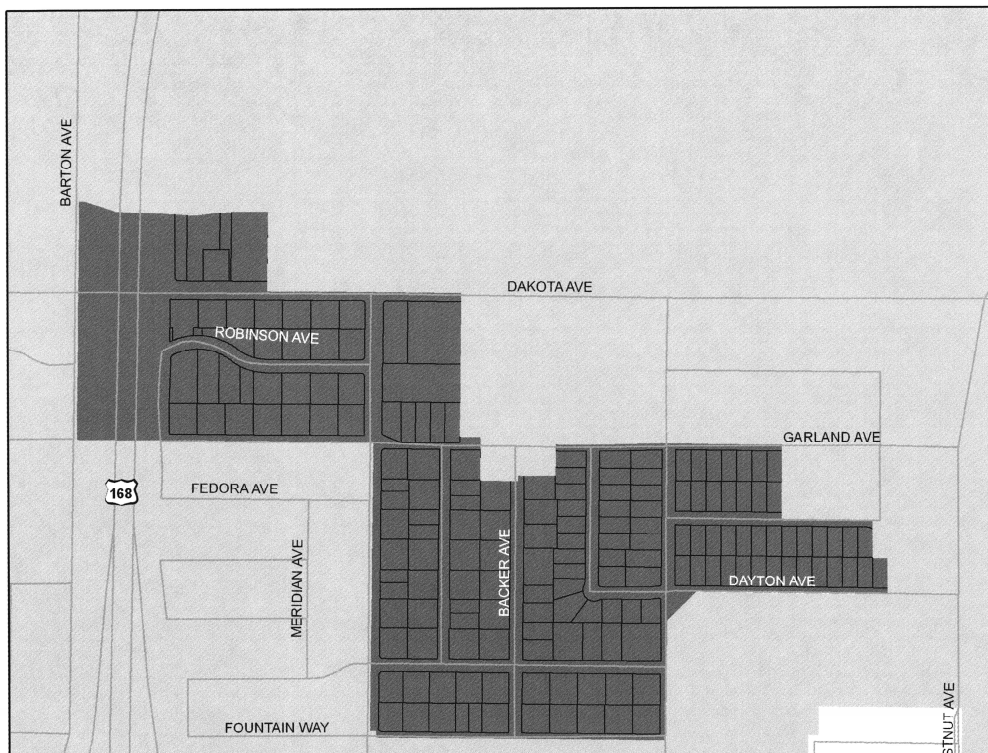 BARTON AVE
DAKOTA AVE
ROBINSON AVE
GARLAND AVE
168
FEDORA AVE
MERIDIAN AVE
BACKER AVE
DAYTON AVE
FOUNTAIN WAY
STNUT AVE